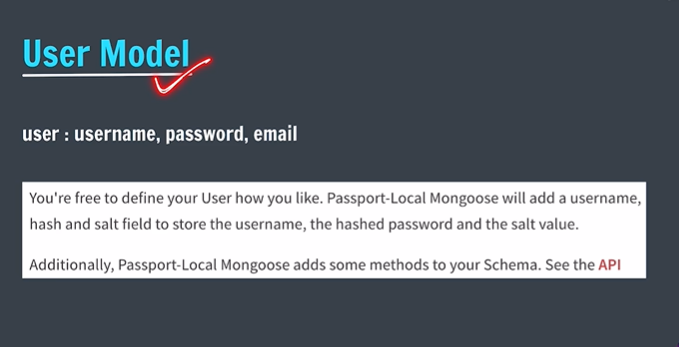 User Model
user : username, password, email
You're free to define your User how you like. Passport-Local Mongoose will add a username,
hash and salt field to store the username, the hashed password and the salt value.
Additionally, Passport-Local Mongoose adds some methods to your Schema. See the API